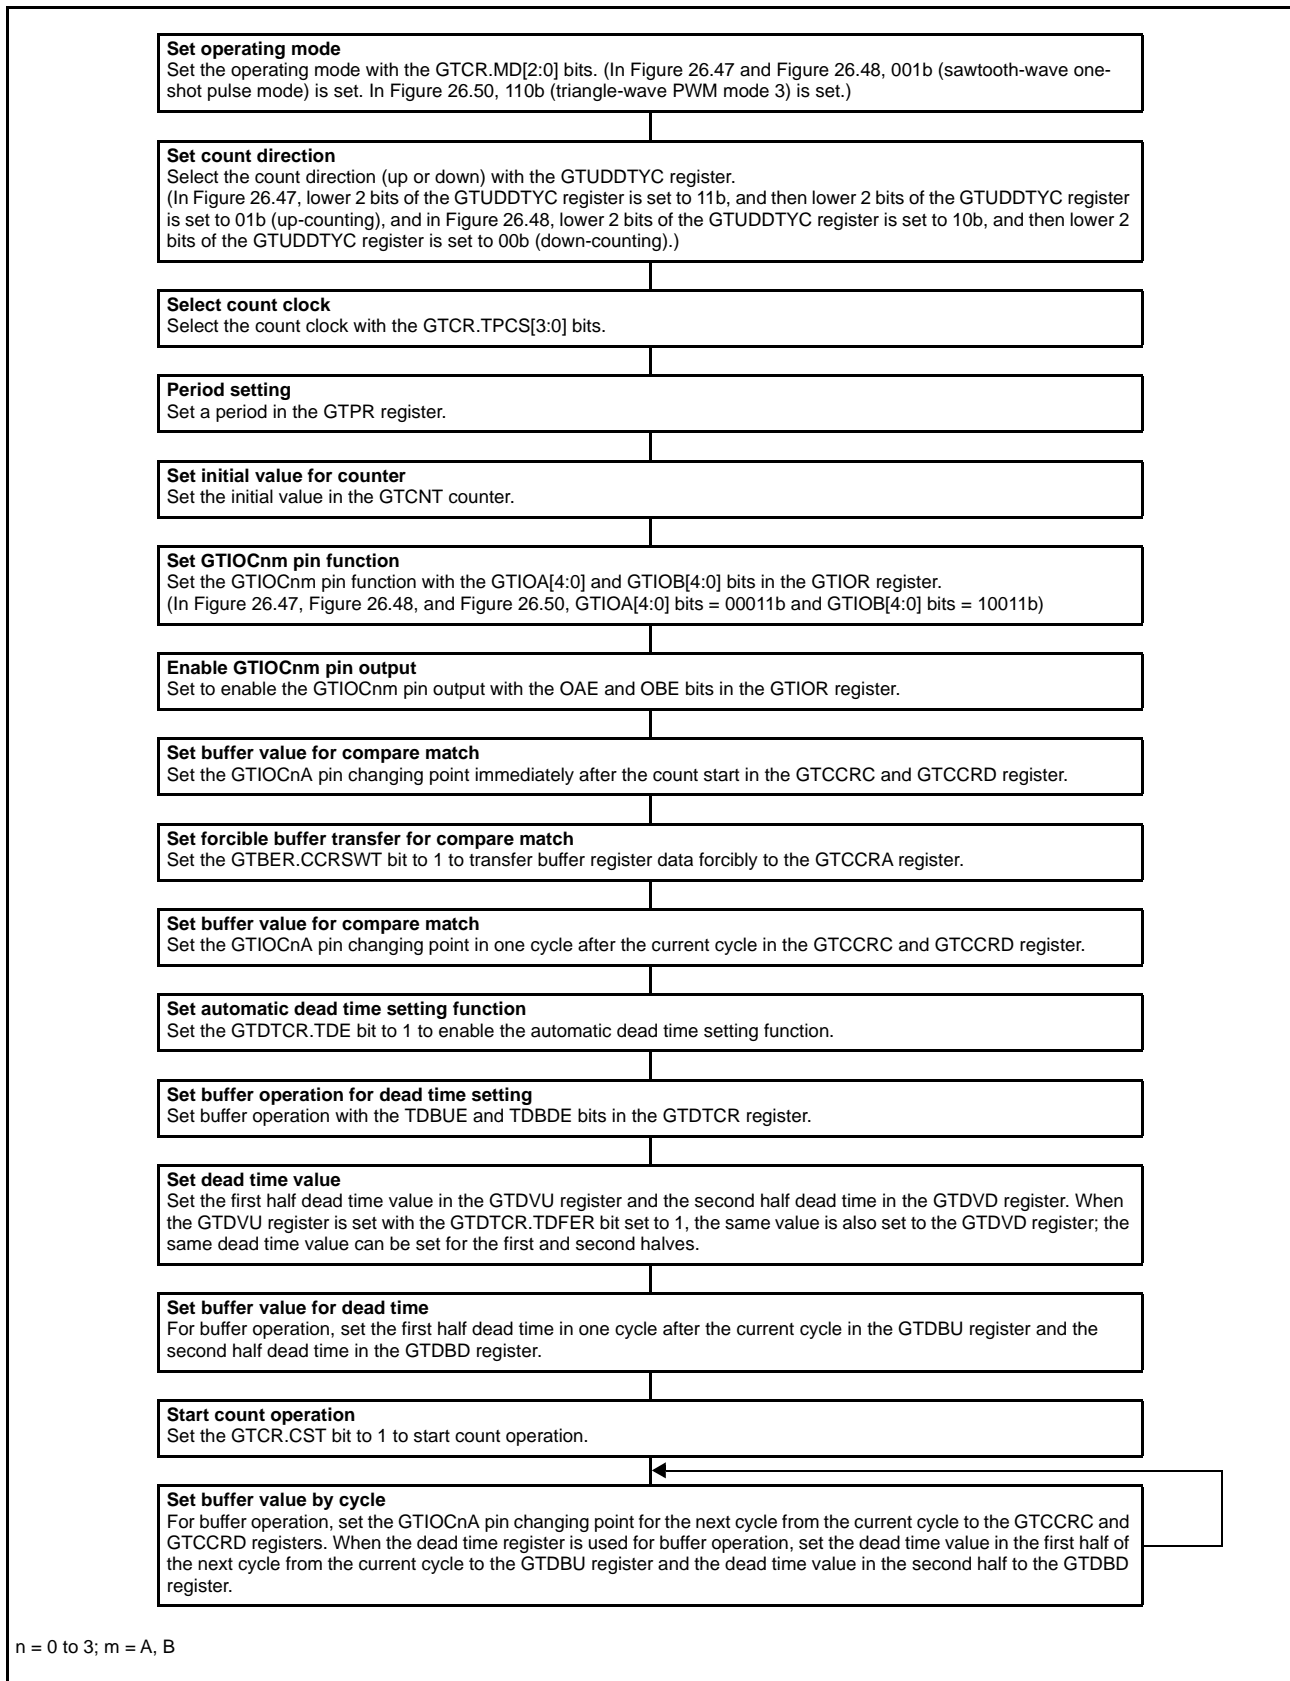 Set operating mode
Set the operating mode with the GTCR.MD[2:0] bits. (In Figure 26.47 and Figure 26.48, 001b (sawtooth-wave one-
shot pulse mode) is set. In Figure 26.50, 110b (triangle-wave PWM mode 3) is set.)
Set count direction
Select the count direction (up or down) with the GTUDDTYC register.
(In Figure 26.47, lower 2 bits of the GTUDDTYC register is set to 11b, and then lower 2 bits of the GTUDDTYC register
is set to 01b (up-counting), and in Figure 26.48, lower 2 bits of the GTUDDTYC register is set to 10b, and then lower 2
bits of the GTUDDTYC register is set to 00b (down-counting).)
Select count clock
Select the count clock with the GTCR.TPCS[3:0] bits.
Period setting
Set a period in the GTPR register.
Set initial value for counter
Set the initial value in the GTCNT counter.
Set GTIOCnm pin function
Set the GTIOCnm pin function with the GTIOA[4:0] and GTIOB[4:0] bits in the GTIOR register.
(In Figure 26.47, Figure 26.48, and Figure 26.50, GTIOA[4:0] bits = 00011b and GTIOB[4:0] bits = 10011b)
Enable GTIOCnm pin output
Set to enable the GTIOCnm pin output with the OAE and OBE bits in the GTIOR register.
Set buffer value for compare match
Set the GTIOCnA pin changing point immediately after the count start in the GTCCRC and GTCCRD register.
Set forcible buffer transfer for compare match
Set the GTBER.CCRSWT bit to 1 to transfer buffer register data forcibly to the GTCCRA register.
Set buffer value for compare match
Set the GTIOCnA pin changing point in one cycle after the current cycle in the GTCCRC and GTCCRD register.
Set automatic dead time setting function
Set the GTDTCR.TDE bit to 1 to enable the automatic dead time setting function.
Set buffer operation for dead time setting
Set buffer operation with the TDBUE and TDBDE bits in the GTDTCR register.
Set dead time value
Set the first half dead time value in the GTDVU register and the second half dead time in the GTDVD register. When
the GTDVU register is set with the GTDTCR.TDFER bit set to 1, the same value is also set to the GTDVD register; the
same dead time value can be set for the first and second halves.
Set buffer value for dead time
For buffer operation, set the first half dead time in one cycle after the current cycle in the GTDBU register and the
second half dead time in the GTDBD register.
Start count operation
Set the GTCR.CST bit to 1 to start count operation.
Set buffer value by cycle
For buffer operation, set the GTIOCnA pin changing point for the next cycle from the current cycle to the GTCCRC and
GTCCRD registers. When the dead time register is used for buffer operation, set the dead time value in the first half of
the next cycle from the current cycle to the GTDBU register and the dead time value in the second half to the GTDBD
register.
n = 0 to 3; m = A, B